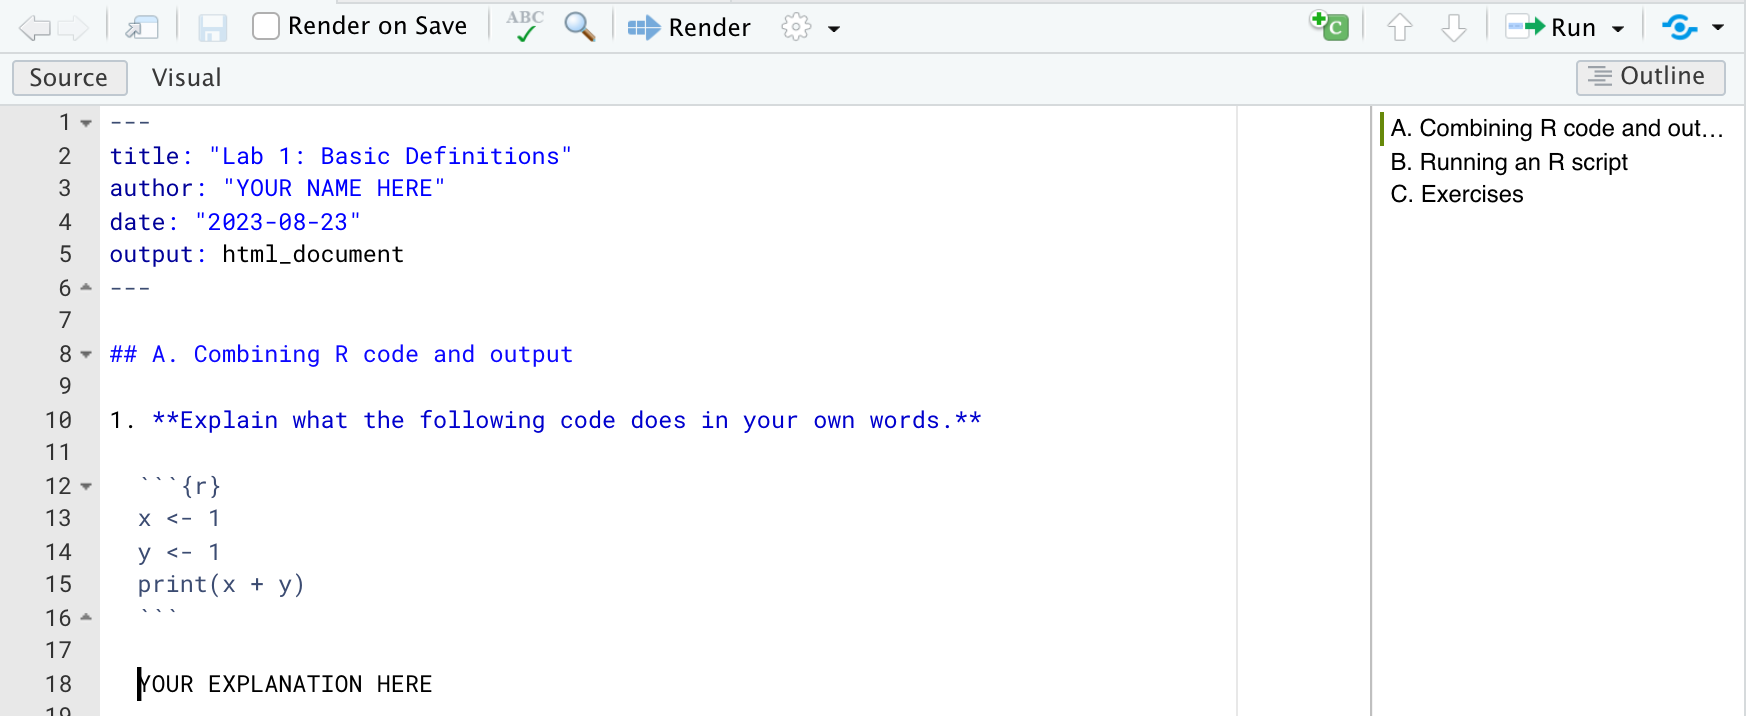 Render on Save ABC Render C Run
Source Visual Outline
1 ---
2 title: "Lab 1: Basic Definitions"
3 author: "YOUR NAME HERE"
4 date: "2023-08-23"
5 output: html_document
6 ---
7
8 ## A. Combining R code and output
9
10 1. **Explain what the following code does in your own words.**
11
12 ```{r}
13 x <- 1
14 y <- 1
15 print(x + y)
16 ```
17
18 YOUR EXPLANATION HERE
19
A. Combining R code and out...
B. Running an R script
C. Exercises